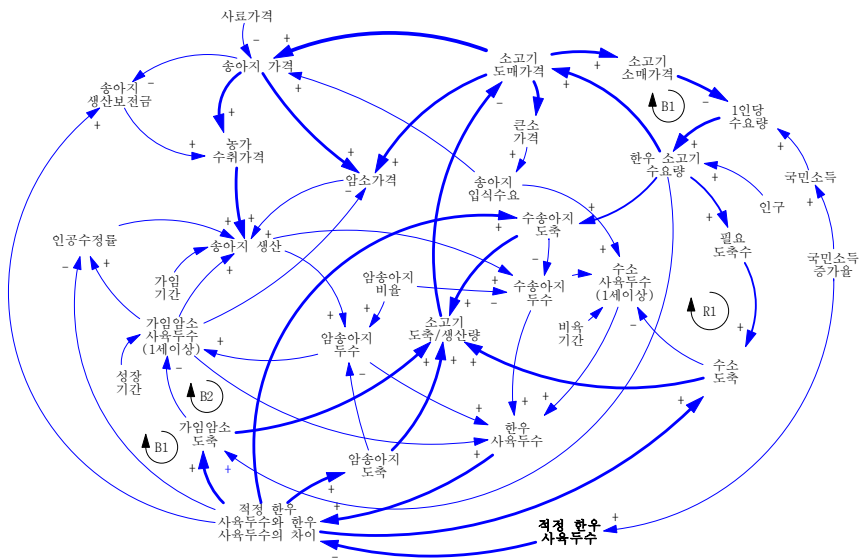 사료가격
송아지 가격
소고기
도매가격
소고기
소매가격
송아지
생산보전금
B1
1인당
수요량
큰소
가격
농가
수취가격
한우 소고기
수요량
암소가격
송아지
입식수요
국민소득
인구
수송아지
도축
인공수정률
송아지 생산
필요
도축수
국민소득
증가율
가임
기간
암송아지
비율
수송아지
두수
수소
사육두수
(1세이상)
R1
가임암소
사육두수
(1세이상)
암송아지
두수
소고기
도축/생산량
비육
기간
성장
기간
수소
도축
B2
가임암소
도축
B1
한우
사육두수
암송아지
도축
적정 한우
사육두수와 한우
사육두수의 차이
적정 한우
사육두수